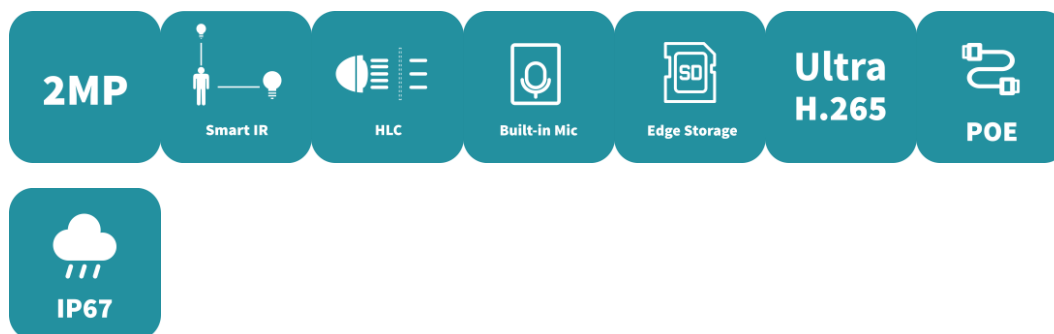 2MP
Smart IR
HLC
Built-in Mic
SD
Edge Storage
Ultra
H.265
POE
IP67